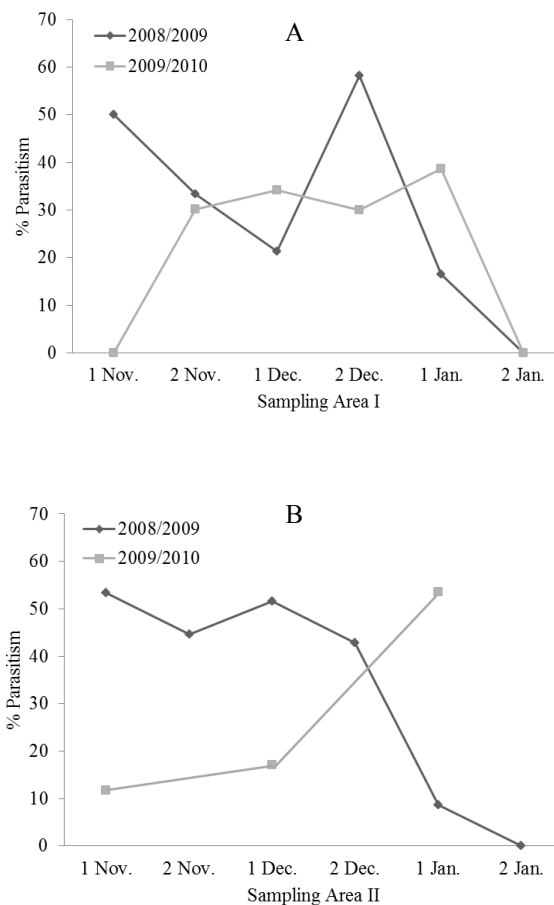 A
2008/2009
2009/2010
% Parasitism
70
60
50
40
30
20
10
0
1 Nov. 2 Nov. 1 Dec. 2 Dec. 1 Jan. 2 Jan.
Sampling Area I
B
2008/2009
2009/2010
% Parasitism
70
60
50
40
30
20
10
0
1 Nov. 2 Nov. 1 Dec. 2 Dec. 1 Jan. 2 Jan.
Sampling Area II